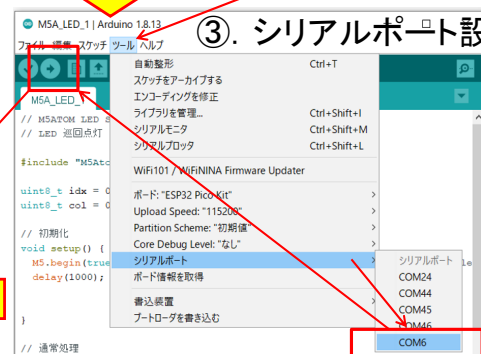 M5A_LED_1 | Arduino 1.8.13
③. シリアルポート設
ファイル 編集 スケッチ ツール ヘルプ
M5A_LED_1
自動整形 Ctrl+T
スケッチをアーカイブする
エンコーディングを修正
ライブラリを管理... Ctrl+Shift+I
シリアルモニタ Ctrl+Shift+M
シリアルプロッタ Ctrl+Shift+L
WiFi101 / WiFiNINA Firmware Updater
ボード: "ESP32 Pico Kit"
Upload Speed: "115200"
Partition Scheme: "初期値"
Core Debug Level: "なし"
シリアルポート
ボード情報を取得
書込装置
ブートローダを書き込む
シリアルポート
COM24
COM44
COM45
COM46
COM6
// M5ATOM LED S
// LED 巡回点灯
#include "M5Ato
uint8_t idx = 0
uint8_t col = 0
// 初期化
void setup() {
M5.begin(true
delay(1000);
}
// 通常処理